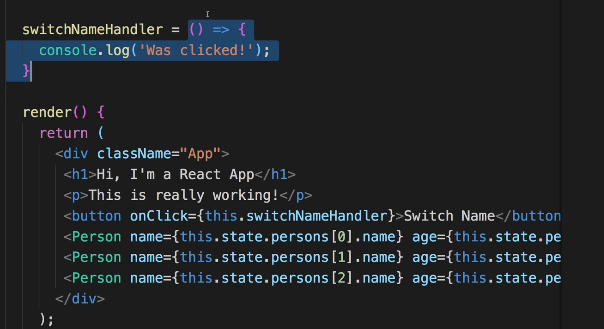 switchNameHandler = () => {
console.log('Was clicked!');
}
render() {
return (
<div className="App">
<h1>Hi, I'm a React App</h1>
<p>This is really working!</p>
<button onClick={this.switchNameHandler}>Switch Name</button
<Person name={this.state.persons[0].name} age={this.state.pe
<Person name={this.state.persons[1].name} age={this.state.pe
<Person name={this.state.persons[2].name} age={this.state.pe
</div>
);